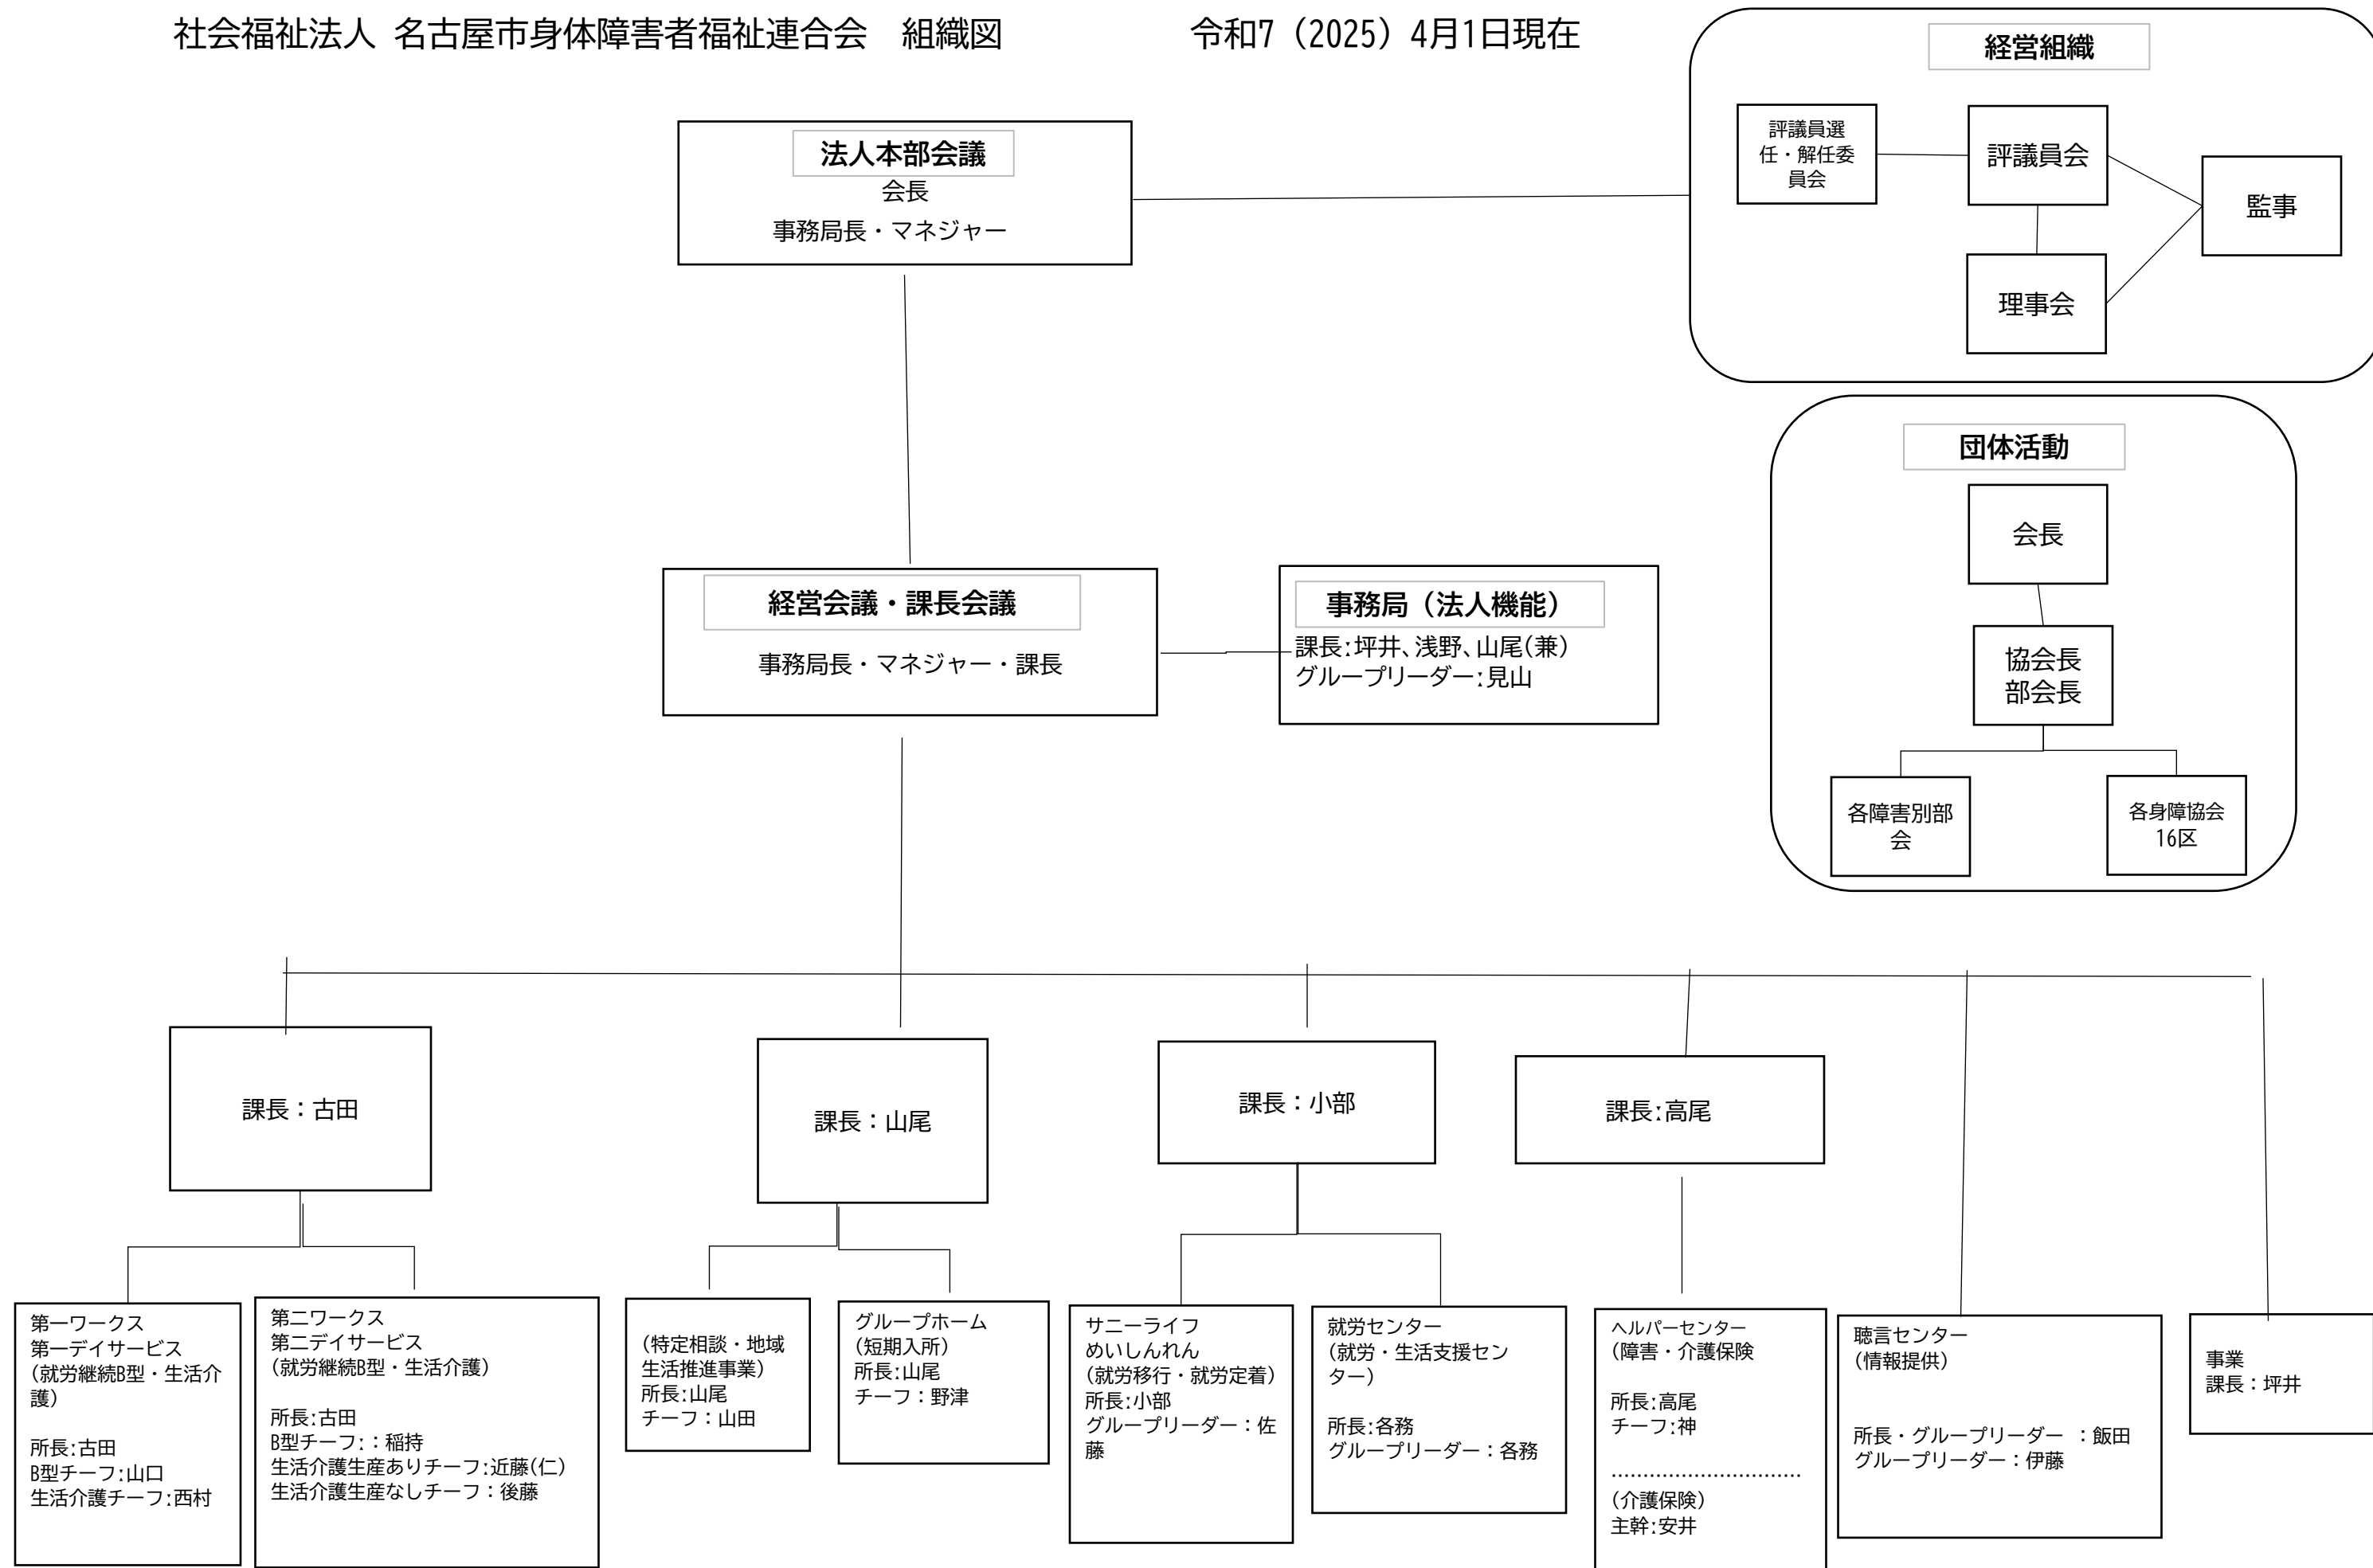 社会福祉法人 名古屋市身体障害者福祉連合会　組織図
令和7（2025）4月1日現在
経営組織
評議員選
任・解任委
員会
評議員会
監事
理事会
法人本部会議
会長
事務局長・マネジャー
団体活動
会長
協会長
部会長
各障害別部
会
各身障協会
16区
経営会議・課長会議
事務局長・マネジャー・課長
事務局（法人機能）
課長:坪井、浅野、山尾(兼)
グループリーダー:見山
課長：古田
課長：山尾
課長：小部
課長:高尾
第一ワークス
第一デイサービス
(就労継続B型・生活介
護)
所長:古田
B型チーフ:山口
生活介護チーフ:西村
第二ワークス
第二デイサービス
(就労継続B型・生活介護)
所長:古田
B型チーフ:：稲持
生活介護生産ありチーフ:近藤(仁)
生活介護生産なしチーフ：後藤
(特定相談・地域
生活推進事業)
所長:山尾
チーフ：山田
グループホーム
(短期入所)
所長:山尾
チーフ：野津
サニーライフ
めいしんれん
(就労移行・就労定着)
所長:小部
グループリーダー：佐
藤
就労センター
(就労・生活支援セン
ター)
所長:各務
グループリーダー：各務
ヘルパーセンター
(障害・介護保険
所長:高尾
チーフ:神
…………………………
(介護保険)
主幹:安井
聴言センター
(情報提供)
所長・グループリーダー ：飯田
グループリーダー：伊藤
事業
課長：坪井